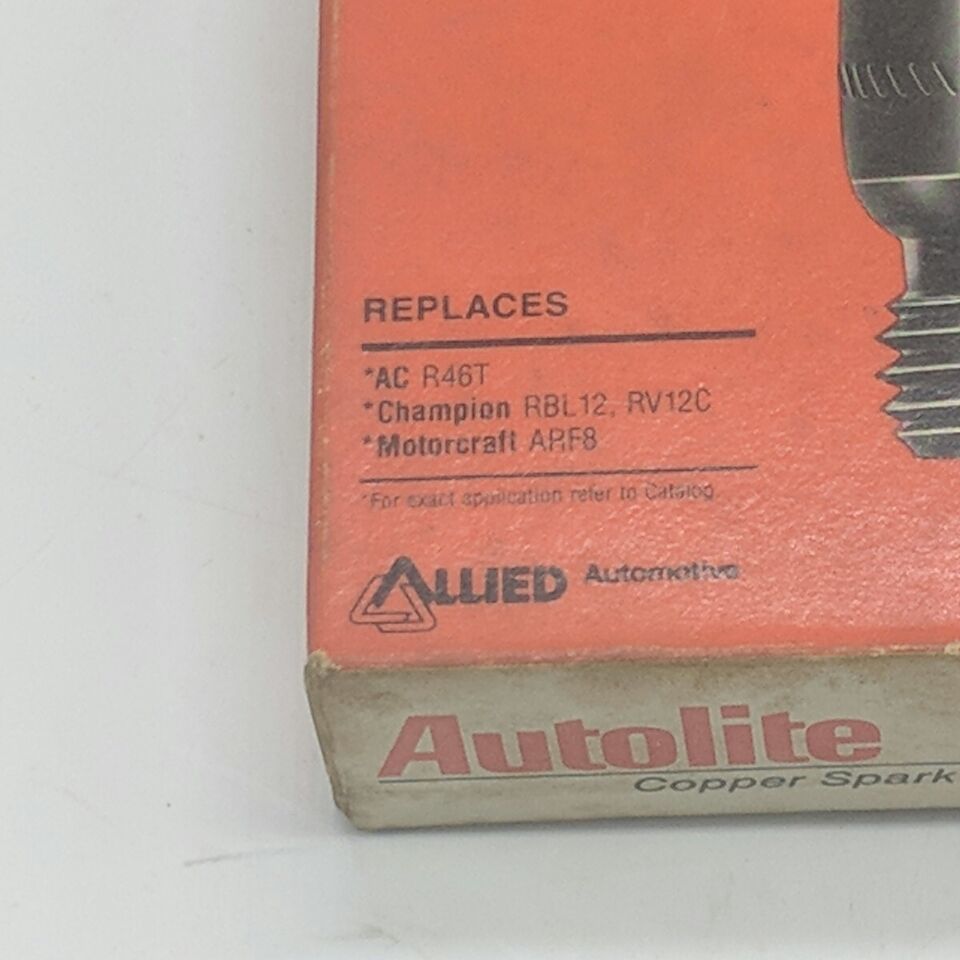 REPLACES
*AC R46T
*Champion RBL12, RV12C
*Motorcraft ARF8
*For exact application refer to Catalog.
ALLIED Automotive
Autolite
Copper Spark